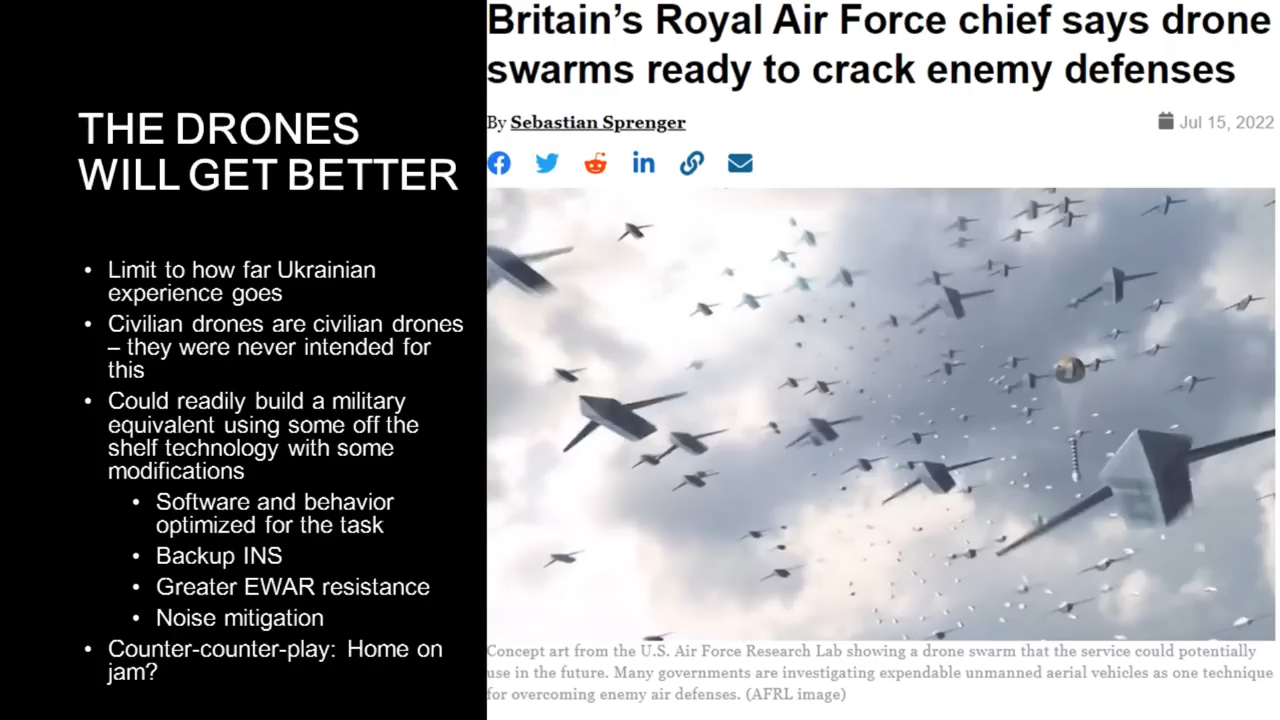 THE DRONES
WILL GET BETTER
• Limit to how far Ukrainian
experience goes
• Civilian drones are civilian drones
– they were never intended for
this
• Could readily build a military
equivalent using some off the
shelf technology with some
modifications
• Software and behavior
optimized for the task
• Backup INS
• Greater EWAR resistance
• Noise mitigation
• Counter-counter-play: Home on
jam?
Britain’s Royal Air Force chief says drone
swarms ready to crack enemy defenses
By Sebastian Sprenger
Jul 15, 2022
Concept art from the U.S. Air Force Research Lab showing a drone swarm that the service could potentially
use in the future. Many governments are investigating expendable unmanned aerial vehicles as one technique
for overcoming enemy air defenses. (AFRL image)